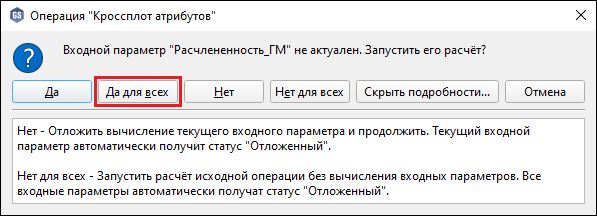 GS Операция "Кроссплот атрибутов"
Входной параметр "Расчлененность_ГМ" не актуален. Запустить его расчёт?
Да Да для всех Нет Нет для всех Скрыть подробности... Отмена
Нет - Отложить вычисление текущего входного параметра и продолжить. Текущий входной
параметр автоматически получит статус "Отложенный".
Нет для всех - Запустить расчёт исходной операции без вычисления входных параметров. Все
входные параметры автоматически получат статус "Отложенный".